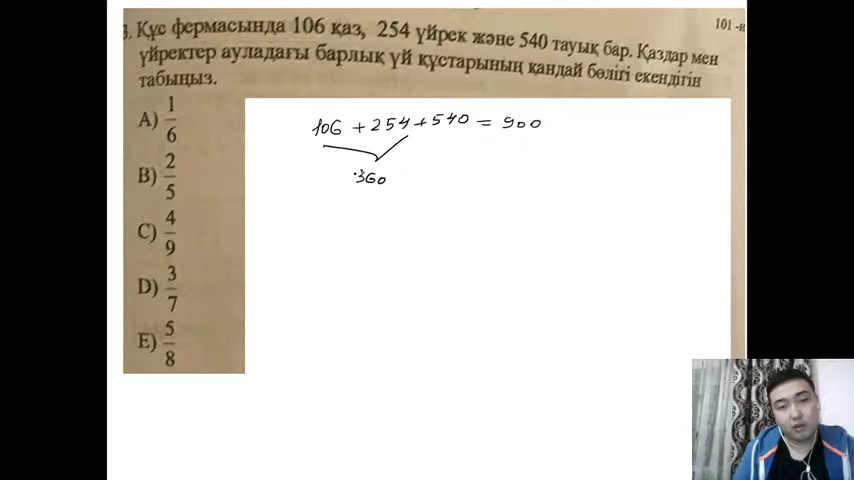 3. Құс фермасында 106 қаз, 254 үйрек және 540 тауық бар. Қаздар мен
үйректер ауладағы барлық үй құстарының қандай бөлігі екендігін
табыңыз.
101
A) 1/6
B) 2/5
C) 4/9
D) 3/7
E) 5/8
106 + 254 + 540 = 900
360